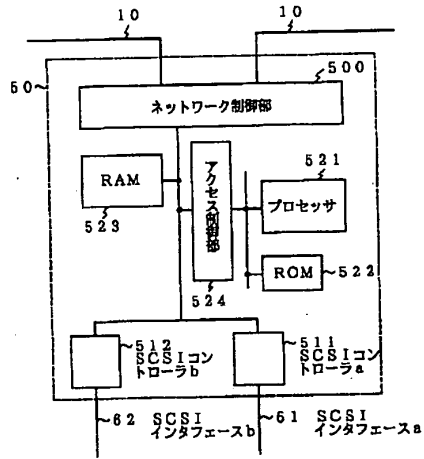 10
10
50
500
ネットワーク制御部
RAM
523
アクセス制御部
524
521
プロセッサ
ROM
522
512
SCSIコン
トローラb
511
SCSIコン
トローラa
62
SCSI
インタフェースb
61
SCSI
インタフェースa